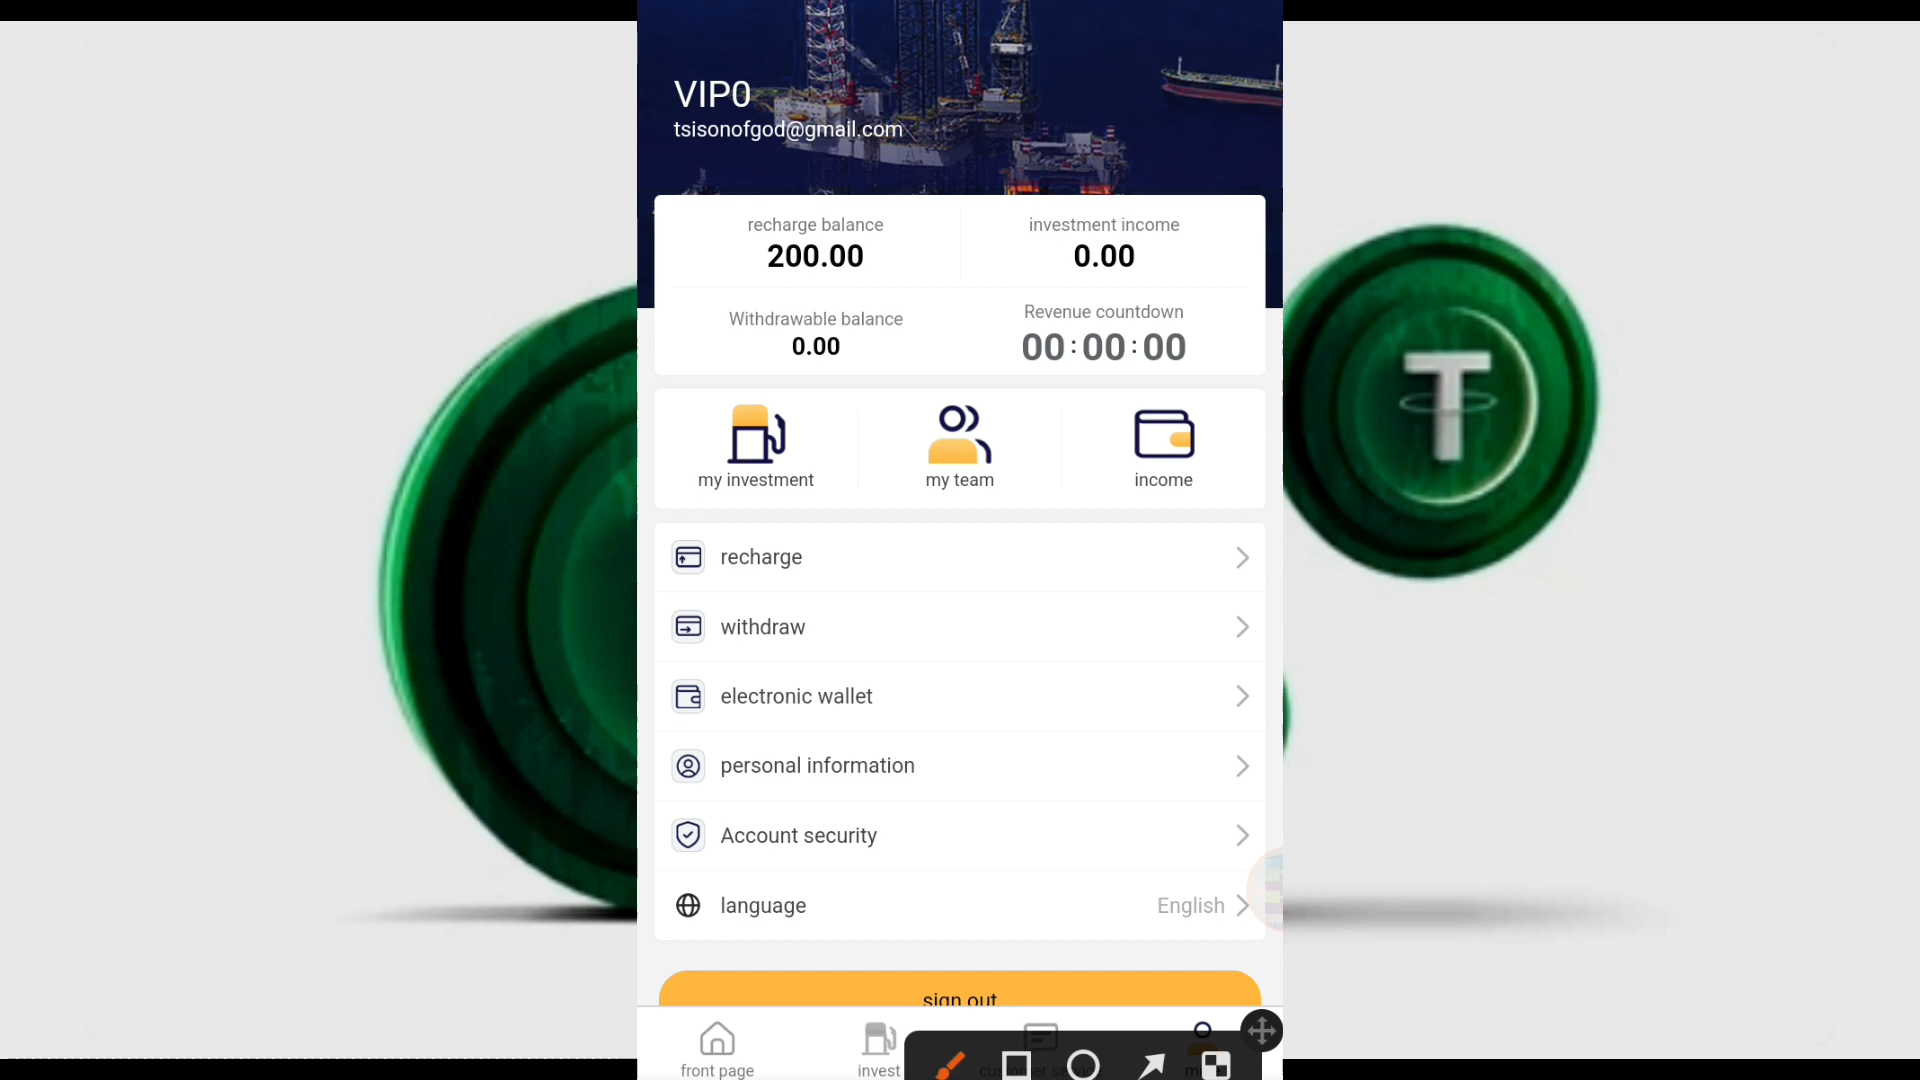 VIP0
tsisonofgod@gmail.com
recharge balance
200.00
investment income
0.00
Withdrawable balance
0.00
Revenue countdown
00:00:00
my investment
my team
income
recharge
withdraw
electronic wallet
personal information
Account security
language
English
sign out
front page
invest
T